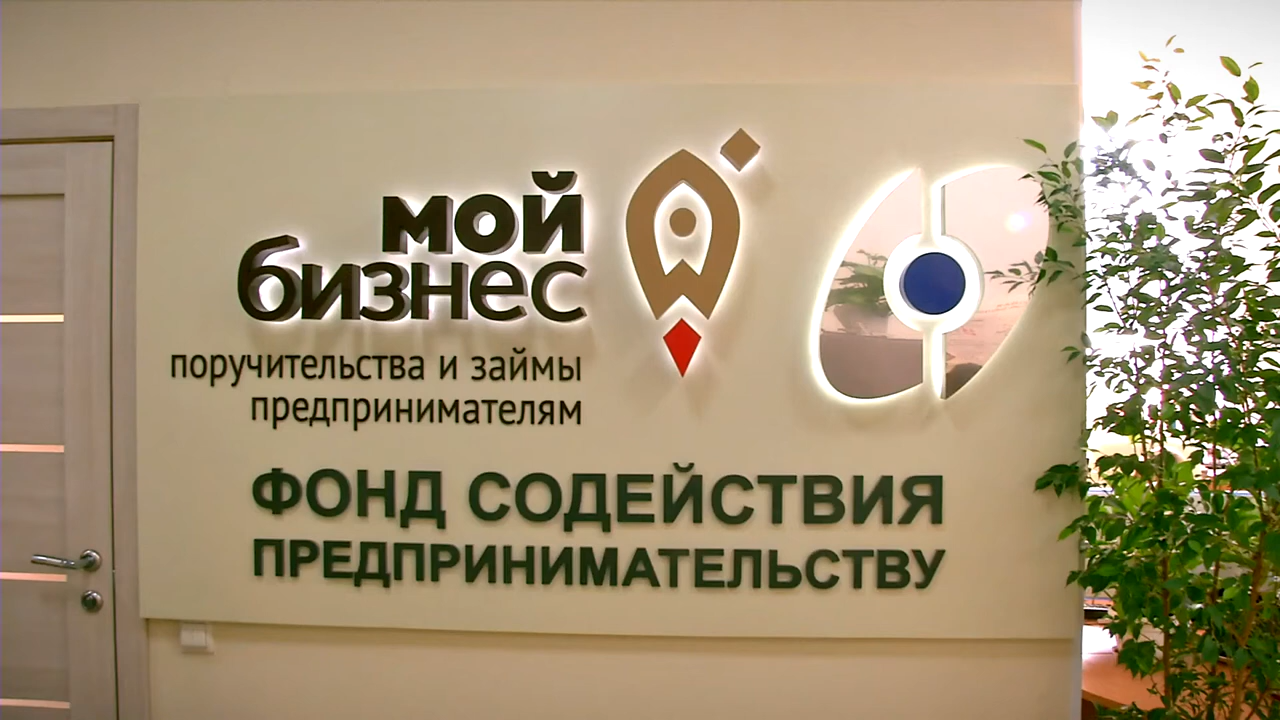 мой
бизнес
поручительства и займы
предпринимателям
ФОНД СОДЕЙСТВИЯ
ПРЕДПРИНИМАТЕЛЬСТВУ